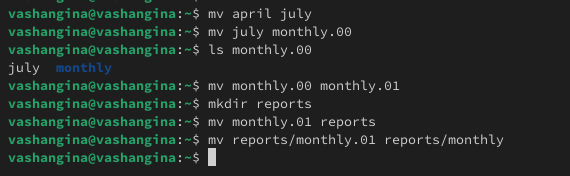 vashangina@vashangina:~$ mv april july
vashangina@vashangina:~$ mv july monthly.00
vashangina@vashangina:~$ ls monthly.00
july  monthly
vashangina@vashangina:~$ mv monthly.00 monthly.01
vashangina@vashangina:~$ mkdir reports
vashangina@vashangina:~$ mv monthly.01 reports
vashangina@vashangina:~$ mv reports/monthly.01 reports/monthly
vashangina@vashangina:~$